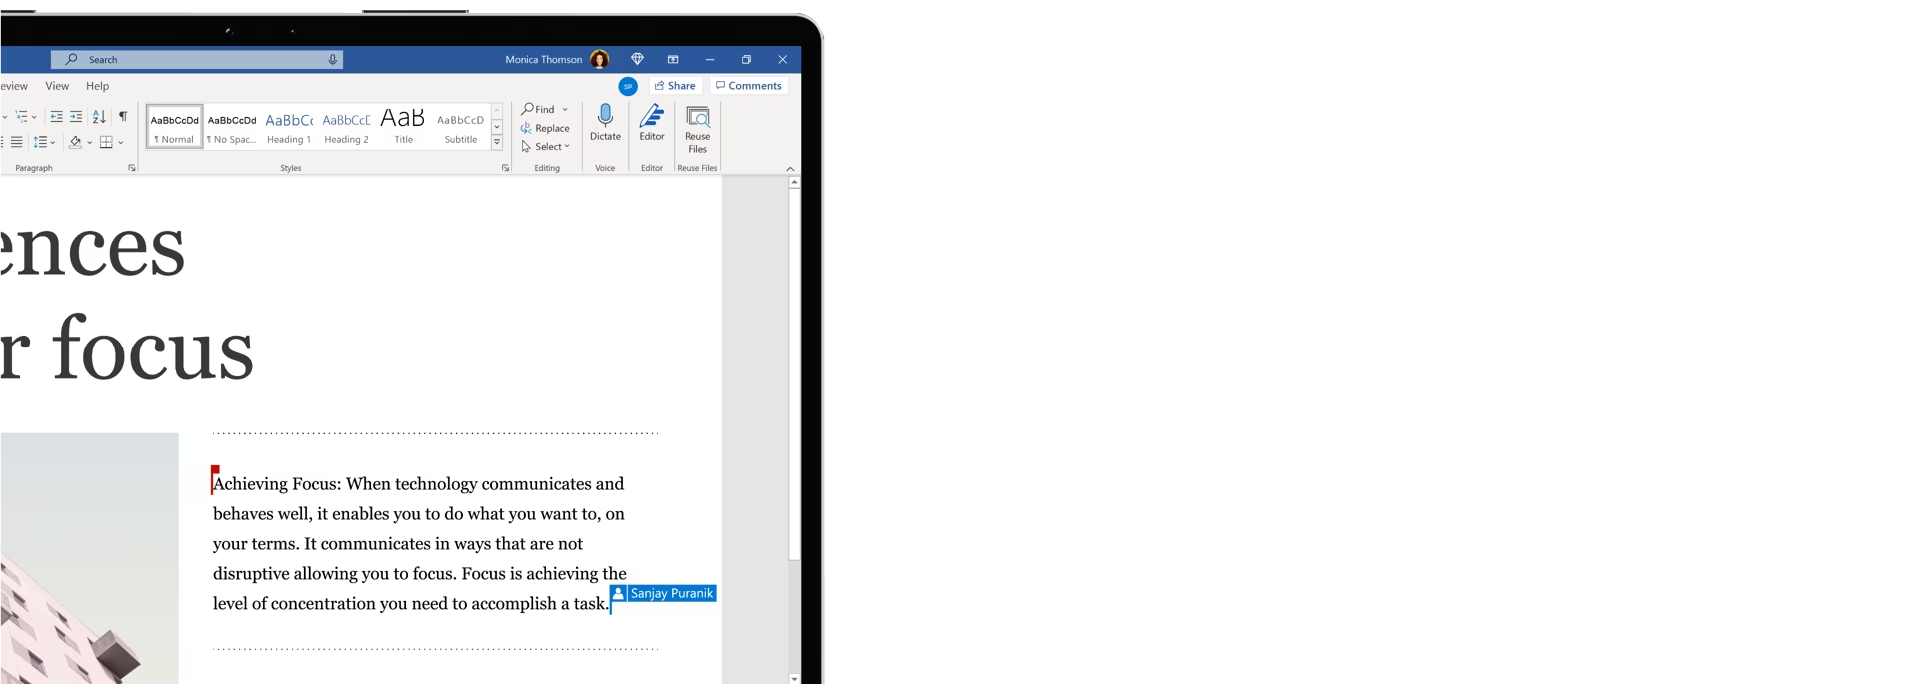 Search
Monica Thomson
View Help
SP
Share
Comments
AaBbCcDd
¶ Normal
AaBbCcDd
¶ No Spac...
AaBbCc
Heading 1
AaBbCcD
Heading 2
AaB
Title
AaBbCcD
Subtitle
Find
Replace
Select
Dictate
Editor
Reuse
Files
Paragraph
Styles
Editing
Voice
Editor
Reuse Files
ences
r focus
Achieving Focus: When technology communicates and
behaves well, it enables you to do what you want to, on
your terms. It communicates in ways that are not
disruptive allowing you to focus. Focus is achieving the
level of concentration you need to accomplish a task.
Sanjay Puranik